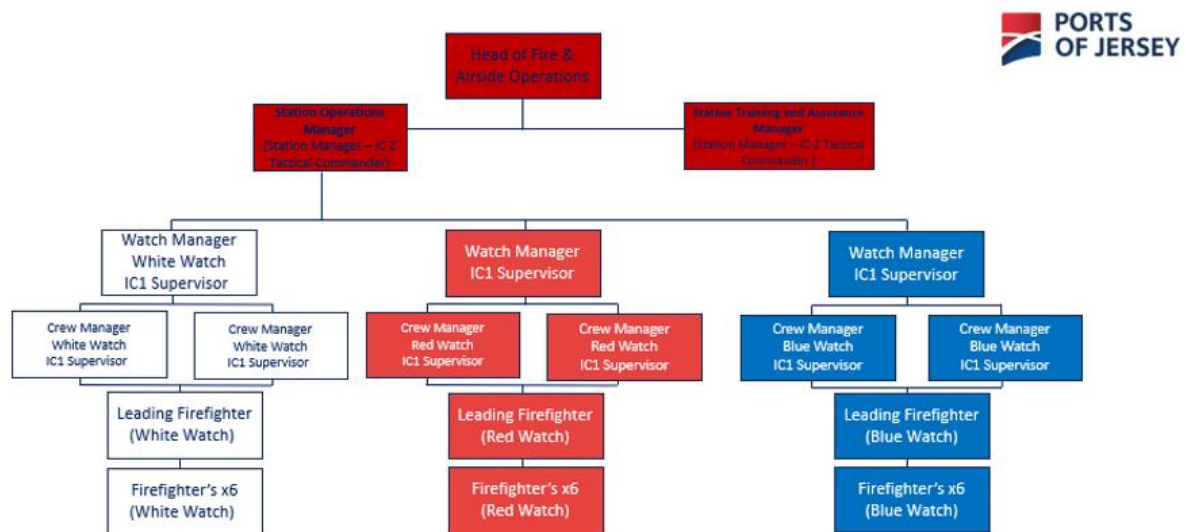 PORTS
OF JERSEY
Head of Fire &
Airside Operations
Station Operations
Manager
(Station Manager – IC 2
Tactical Commander)
Station Training and Assurance
Manager
(Station Manager – IC 2 Tactical
Commander )
Watch Manager
White Watch
IC1 Supervisor
Watch Manager
IC1 Supervisor
Watch Manager
IC1 Supervisor
Crew Manager
White Watch
IC1 Supervisor
Crew Manager
White Watch
IC1 Supervisor
Crew Manager
Red Watch
IC1 Supervisor
Crew Manager
Red Watch
IC1 Supervisor
Crew Manager
Blue Watch
IC1 Supervisor
Crew Manager
Blue Watch
IC1 Supervisor
Leading Firefighter
(White Watch)
Leading Firefighter
(Red Watch)
Leading Firefighter
(Blue Watch)
Firefighter’s x6
(White Watch)
Firefighter’s x6
(Red Watch)
Firefighter’s x6
(Blue Watch)